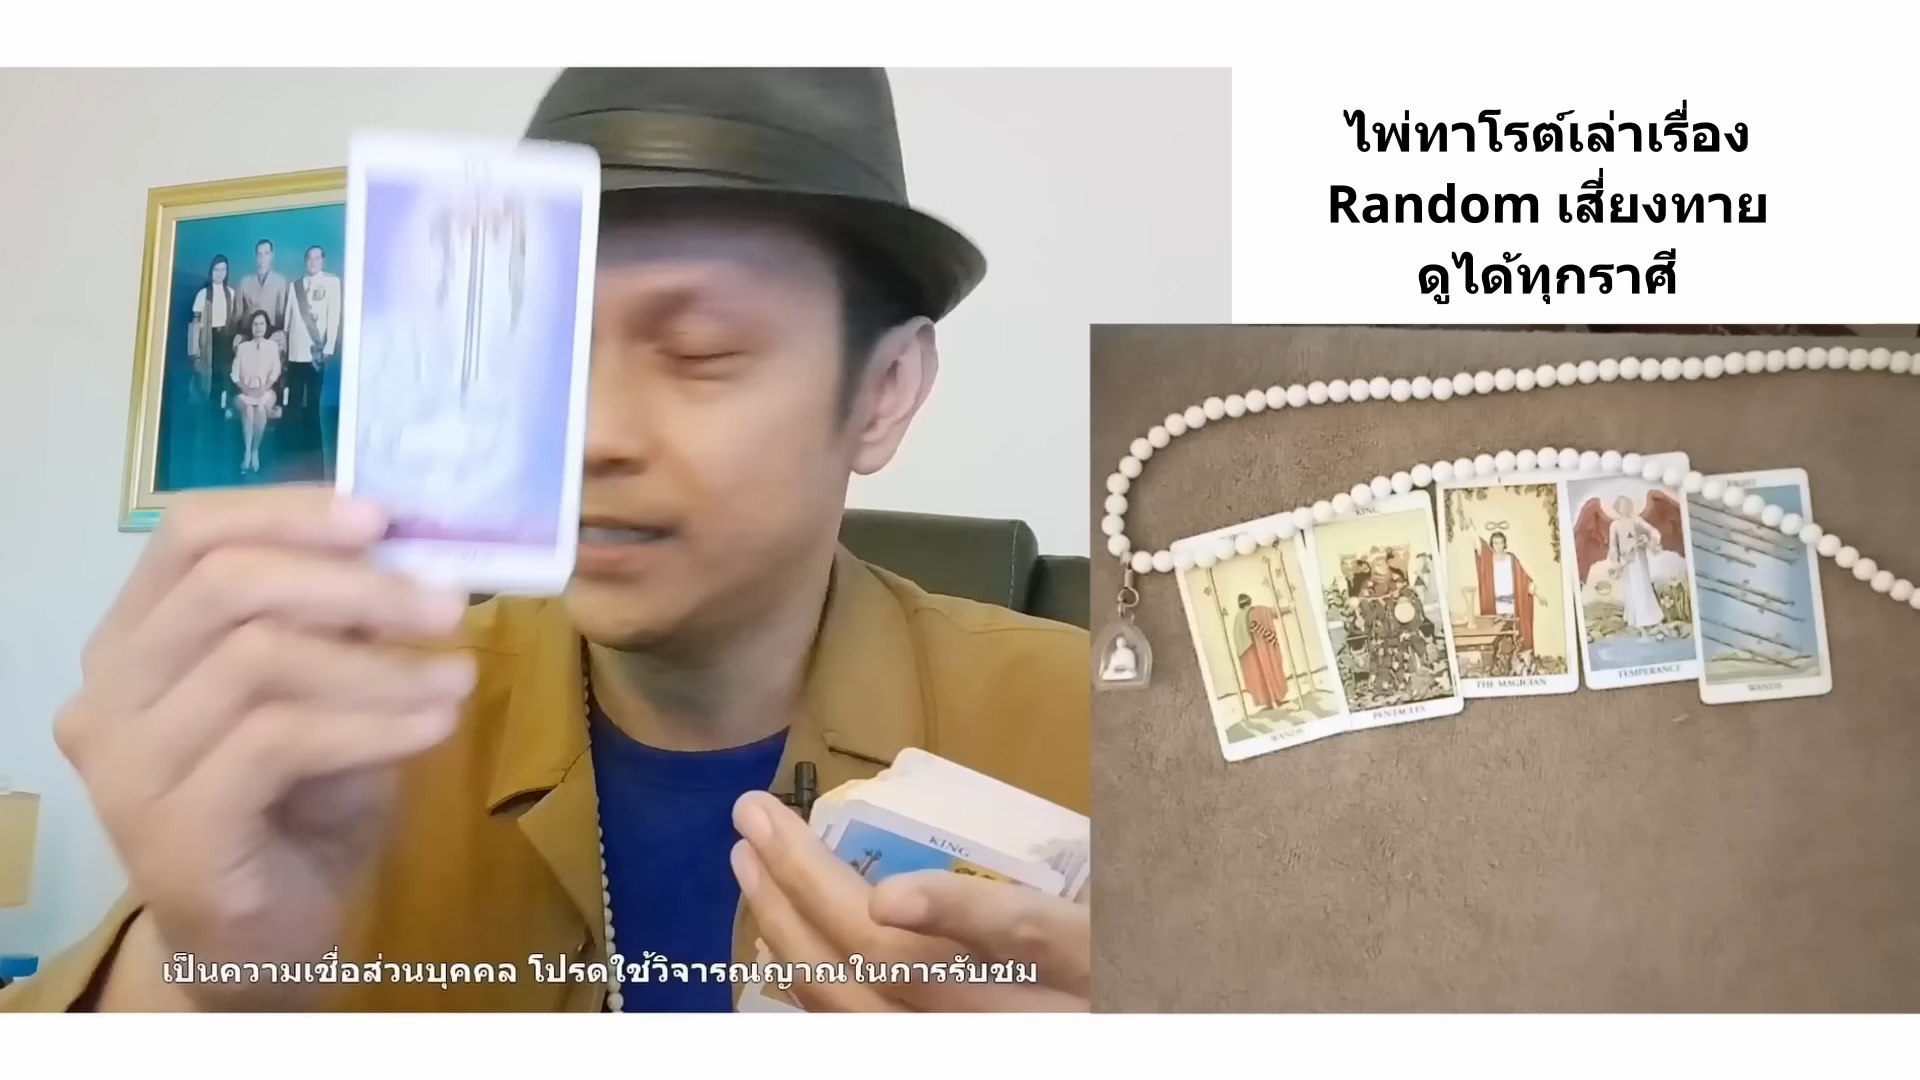 ไพ่ทาโรต์เล่าเรื่อง
Random เสี่ยงทาย
ดูได้ทุกราศี
KING
I
THE MAGICIAN
TEMPERANCE
EIGHT
WANDS
PENTACLES
WANDS
KING
เป็นความเชื่อส่วนบุคคล โปรดใช้วิจารณญาณในการรับชม